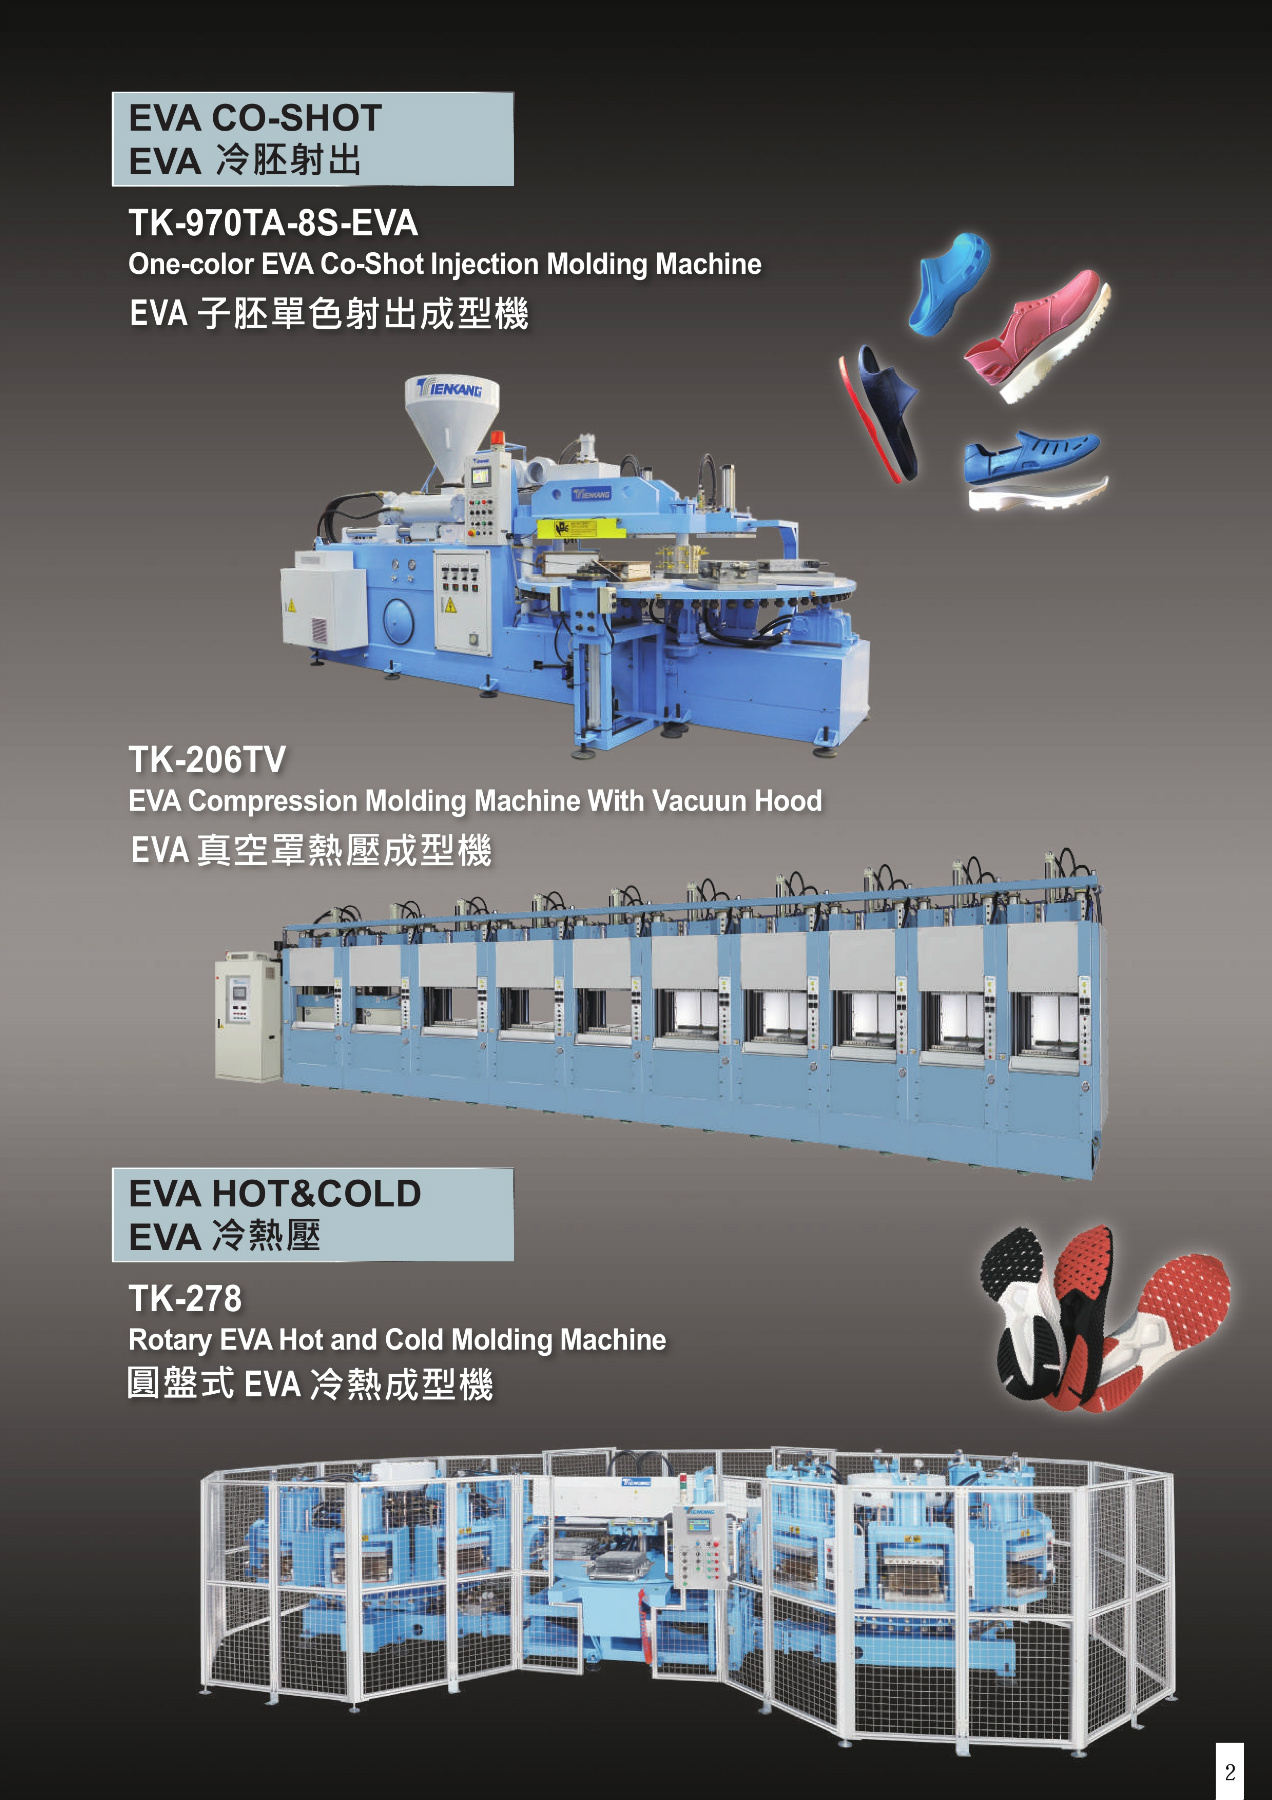 EVA CO-SHOT
EVA 冷胚射出
TK-970TA-8S-EVA
One-color EVA Co-Shot Injection Molding Machine
EVA 子胚單色射出成型機
TIENKANG
TIENKANG
TK-206TV
EVA Compression Molding Machine With Vacuun Hood
EVA 真空罩熱壓成型機
EVA HOT&COLD
EVA 冷熱壓
TK-278
Rotary EVA Hot and Cold Molding Machine
圓盤式 EVA 冷熱成型機
TIENKANG
TIENKANG
2